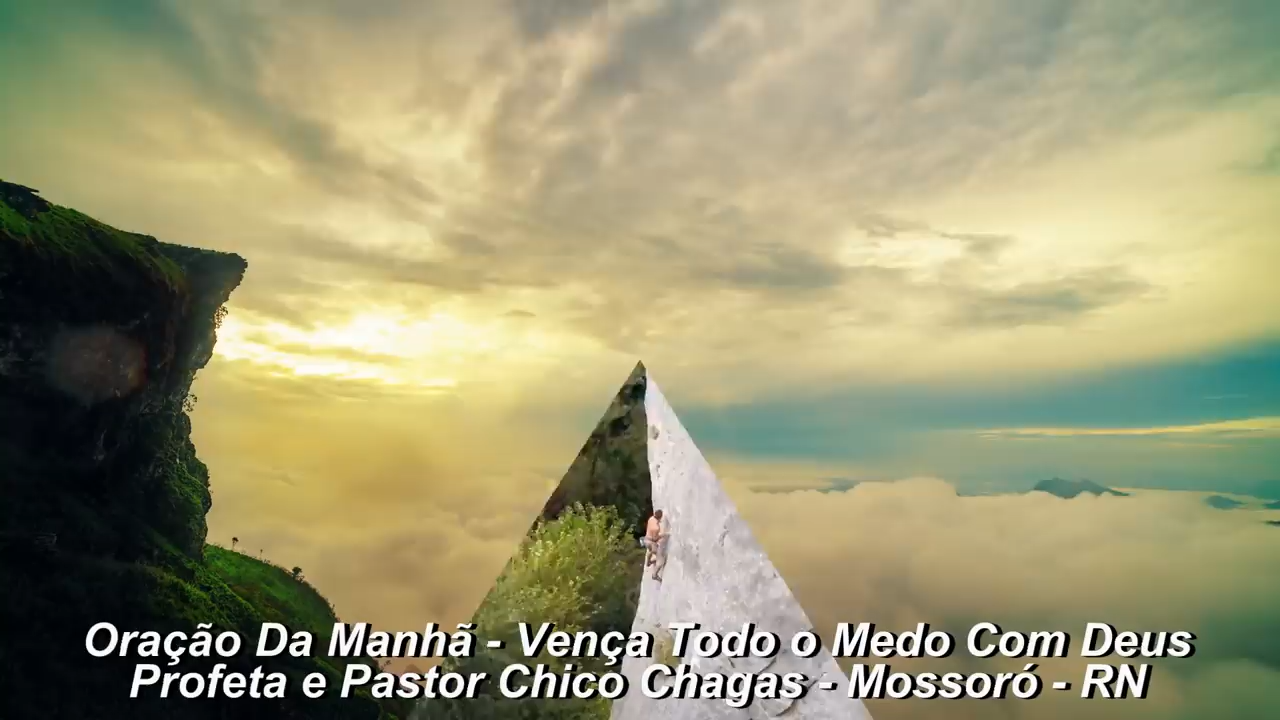 Oração Da Manhã - Vença Todo o Medo Com Deus
Profeta e Pastor Chico Chagas - Mossoró - RN